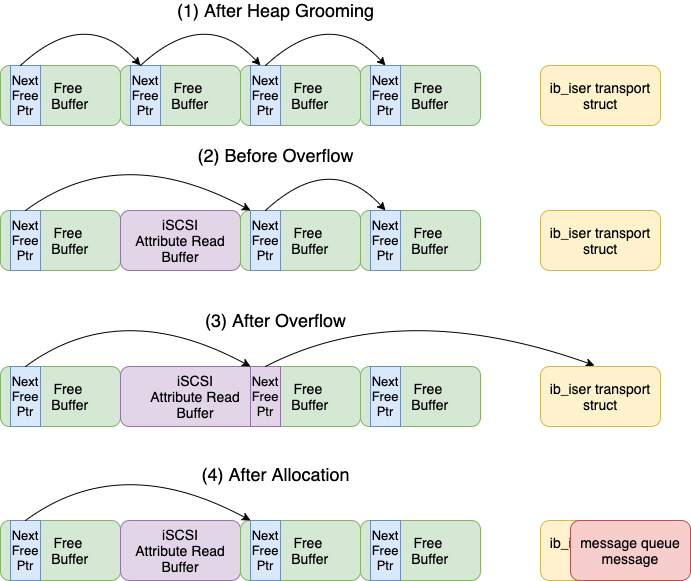 (1) After Heap Grooming
Next
Free
Ptr
Free
Buffer
Next
Free
Ptr
Free
Buffer
Next
Free
Ptr
Free
Buffer
Next
Free
Ptr
Free
Buffer
ib_iser transport
struct
(2) Before Overflow
Next
Free
Ptr
Free
Buffer
iSCSI
Attribute Read
Buffer
Next
Free
Ptr
Free
Buffer
Next
Free
Ptr
Free
Buffer
ib_iser transport
struct
(3) After Overflow
Next
Free
Ptr
Free
Buffer
iSCSI
Attribute Read
Buffer
Next
Free
Ptr
Free
Buffer
Next
Free
Ptr
Free
Buffer
ib_iser transport
struct
(4) After Allocation
Next
Free
Ptr
Free
Buffer
iSCSI
Attribute Read
Buffer
Next
Free
Ptr
Free
Buffer
Next
Free
Ptr
Free
Buffer
ib_i
message queue
message